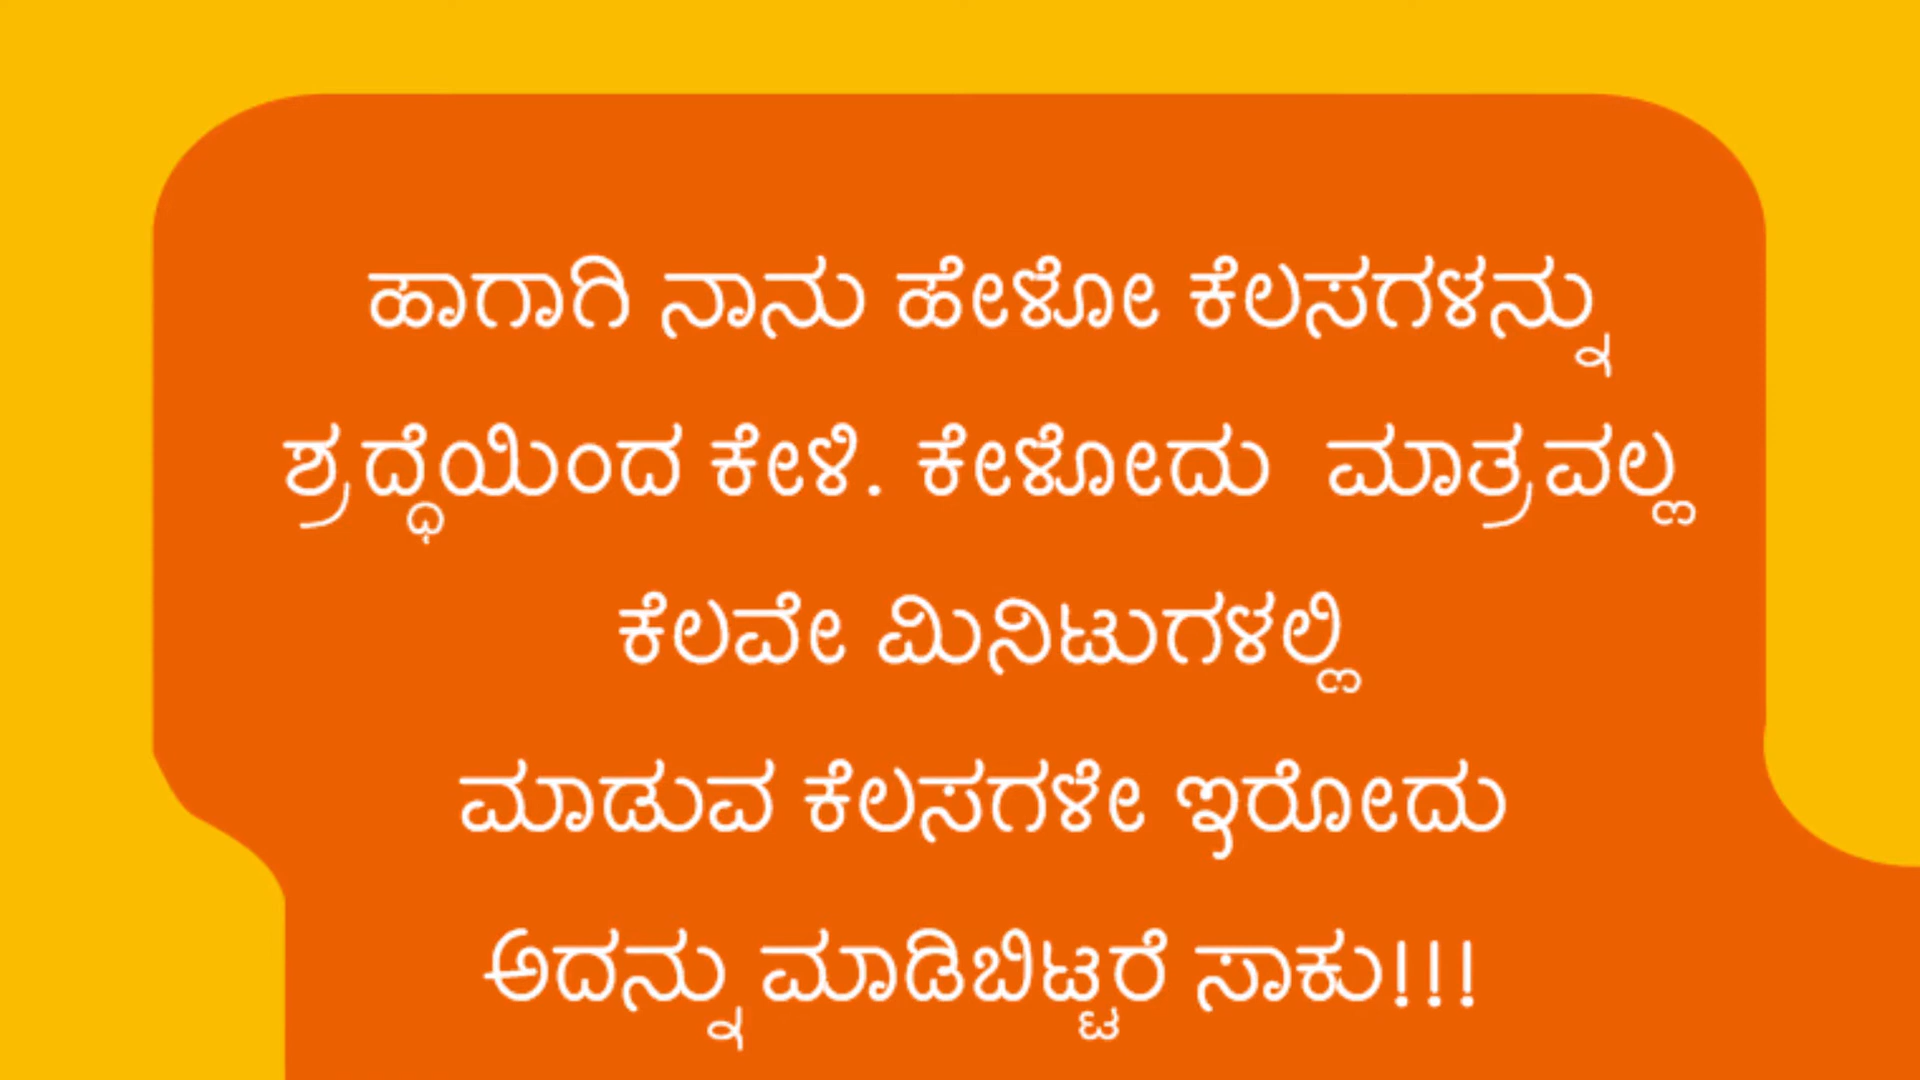 ಹಾಗಾಗಿ ನಾನು ಹೇಳೋ ಕೆಲಸಗಳನ್ನು
ಶ್ರದ್ಧೆಯಿಂದ ಕೇಳಿ. ಕೇಳೋದು ಮಾತ್ರವಲ್ಲ
ಕೆಲವೇ ಮಿನಿಟುಗಳಲ್ಲಿ
ಮಾಡುವ ಕೆಲಸಗಳೇ ಇರೋದು
ಅದನ್ನು ಮಾಡಿಬಿಟ್ಟರೆ ಸಾಕು!!!